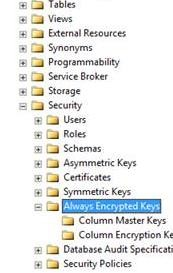 Tables
Views
External Resources
Synonyms
Programmability
Service Broker
Storage
Security
Users
Roles
Schemas
Asymmetric Keys
Certificates
Symmetric Keys
Always Encrypted Keys
Column Master Keys
Column Encryption Ke
Database Audit Specificati
Security Policies